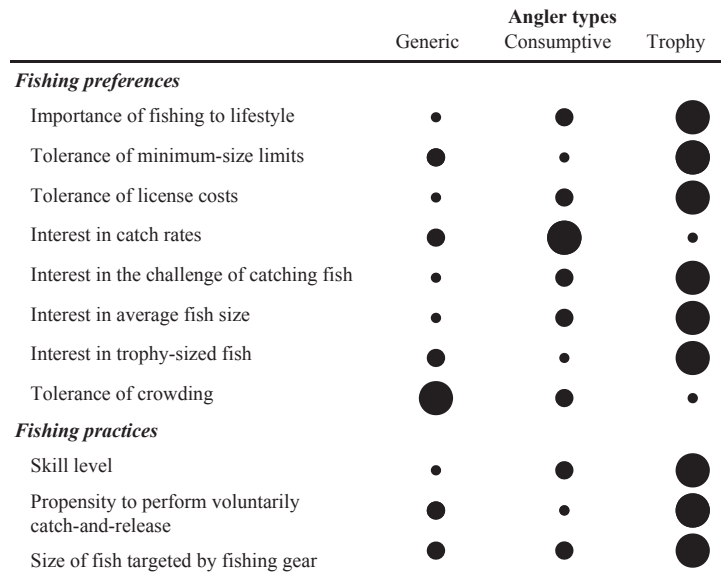 Angler types
Generic Consumptive Trophy
Fishing preferences
Importance of fishing to lifestyle
Tolerance of minimum-size limits
Tolerance of license costs
Interest in catch rates
Interest in the challenge of catching fish
Interest in average fish size
Interest in trophy-sized fish
Tolerance of crowding
Fishing practices
Skill level
Propensity to perform voluntarily
catch-and-release
Size of fish targeted by fishing gear